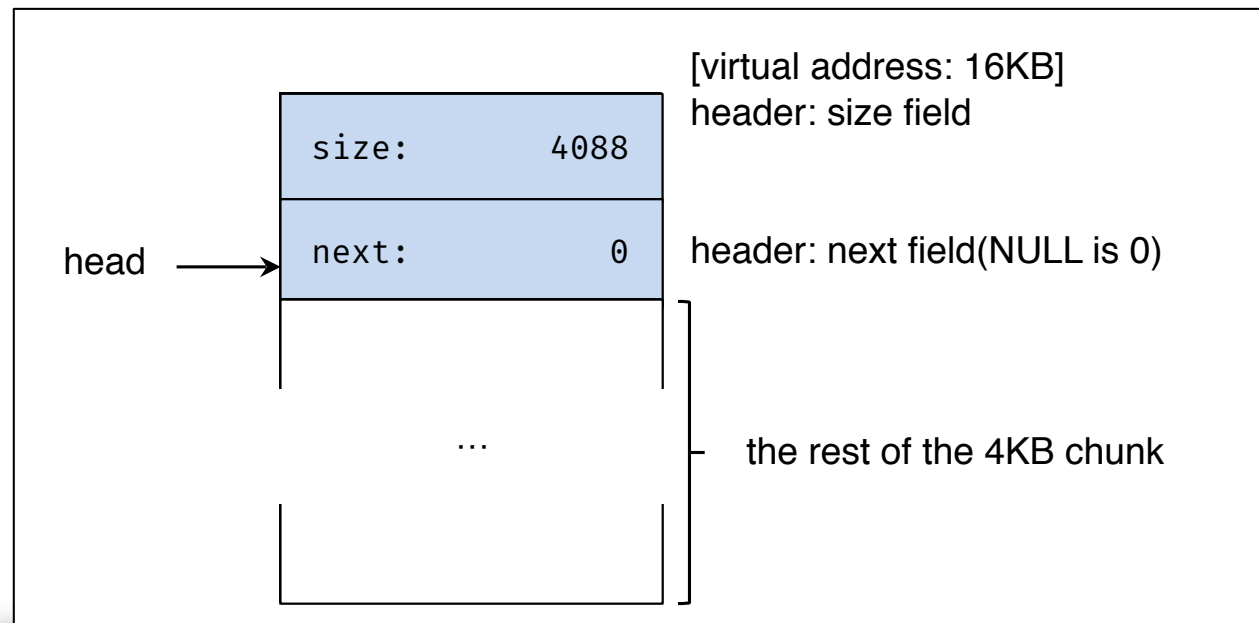 [virtual address: 16KB]
header: size field
size: 4088
head
next: 0
header: next field(NULL is 0)
...
the rest of the 4KB chunk